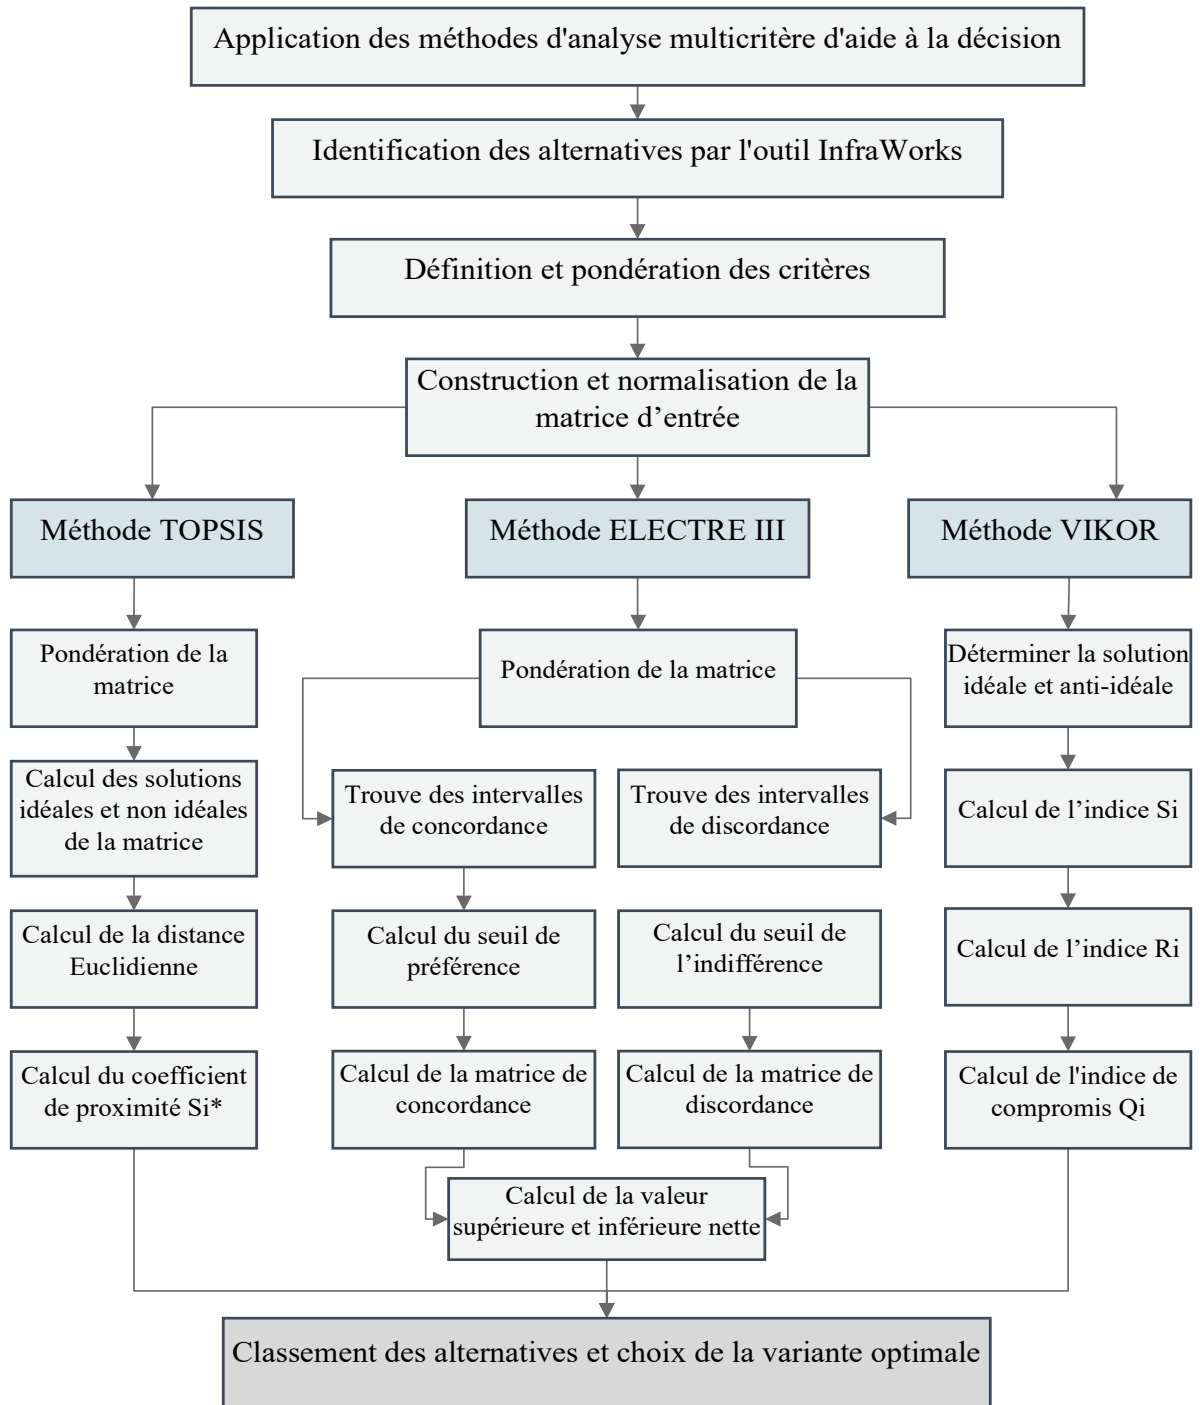 Application des méthodes d'analyse multicritère d'aide à la décision
Identification des alternatives par l'outil InfraWorks
Définition et pondération des critères
Construction et normalisation de la
matrice d’entrée
Méthode TOPSIS
Méthode ELECTRE III
Méthode VIKOR
Pondération de la
matrice
Pondération de la matrice
Déterminer la solution
idéale et anti-idéale
Calcul des solutions
idéales et non idéales
de la matrice
Trouve des intervalles
de concordance
Trouve des intervalles
de discordance
Calcul de l’indice Si
Calcul de la distance
Euclidienne
Calcul du seuil de
préférence
Calcul du seuil de
l’indifférence
Calcul de l’indice Ri
Calcul du coefficient
de proximité Si*
Calcul de la matrice de
concordance
Calcul de la matrice de
discordance
Calcul de l'indice de
compromis Qi
Calcul de la valeur
supérieure et inférieure nette
Classement des alternatives et choix de la variante optimale